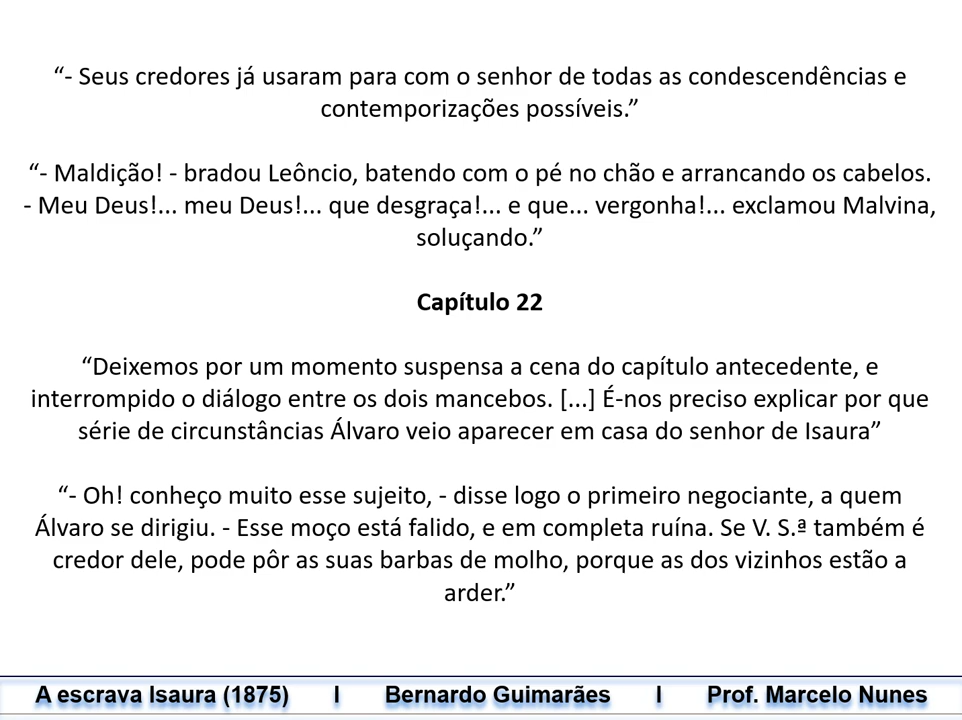 “- Seus credores já usaram para com o senhor de todas as condescendências e
contemporizações possíveis.”
“- Maldição! - bradou Leôncio, batendo com o pé no chão e arrancando os cabelos.
- Meu Deus!... meu Deus!... que desgraça!... e que... vergonha!... exclamou Malvina,
soluçando.”
Capítulo 22
“Deixemos por um momento suspensa a cena do capítulo antecedente, e
interrompido o diálogo entre os dois mancebos. [...] É-nos preciso explicar por que
série de circunstâncias Álvaro veio aparecer em casa do senhor de Isaura”
“- Oh! conheço muito esse sujeito, - disse logo o primeiro negociante, a quem
Álvaro se dirigiu. - Esse moço está falido, e em completa ruína. Se V. S.ª também é
credor dele, pode pôr as suas barbas de molho, porque as dos vizinhos estão a
arder.”
A escrava Isaura (1875) I Bernardo Guimarães I Prof. Marcelo Nunes